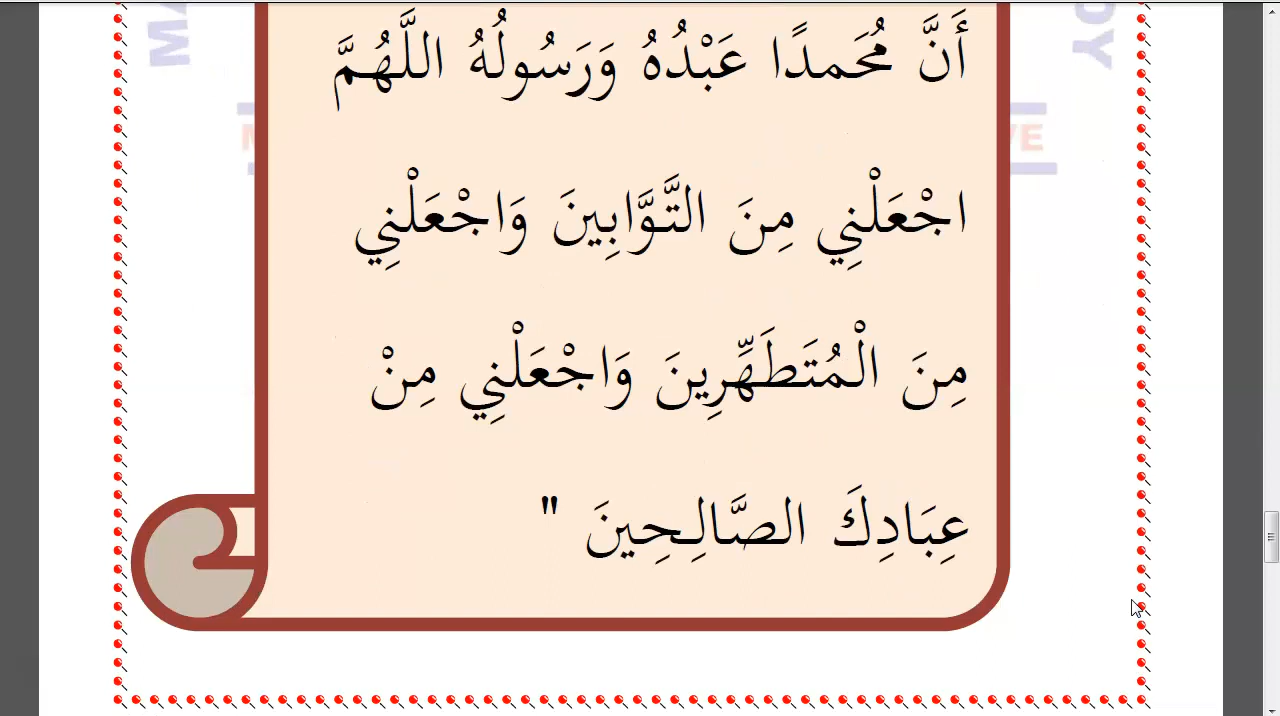 أَنَّ مُحَمدًا عَبْدُهُ وَرَسُولُهُ اللَّهُمَّ
اجْعَلْنِي مِنَ التَّوَّابِينَ وَاجْعَلْنِي
مِنَ الْمُتَطَهِّرِينَ وَاجْعَلْنِي مِنْ
عِبَادِكَ الصَّالِحِينَ "